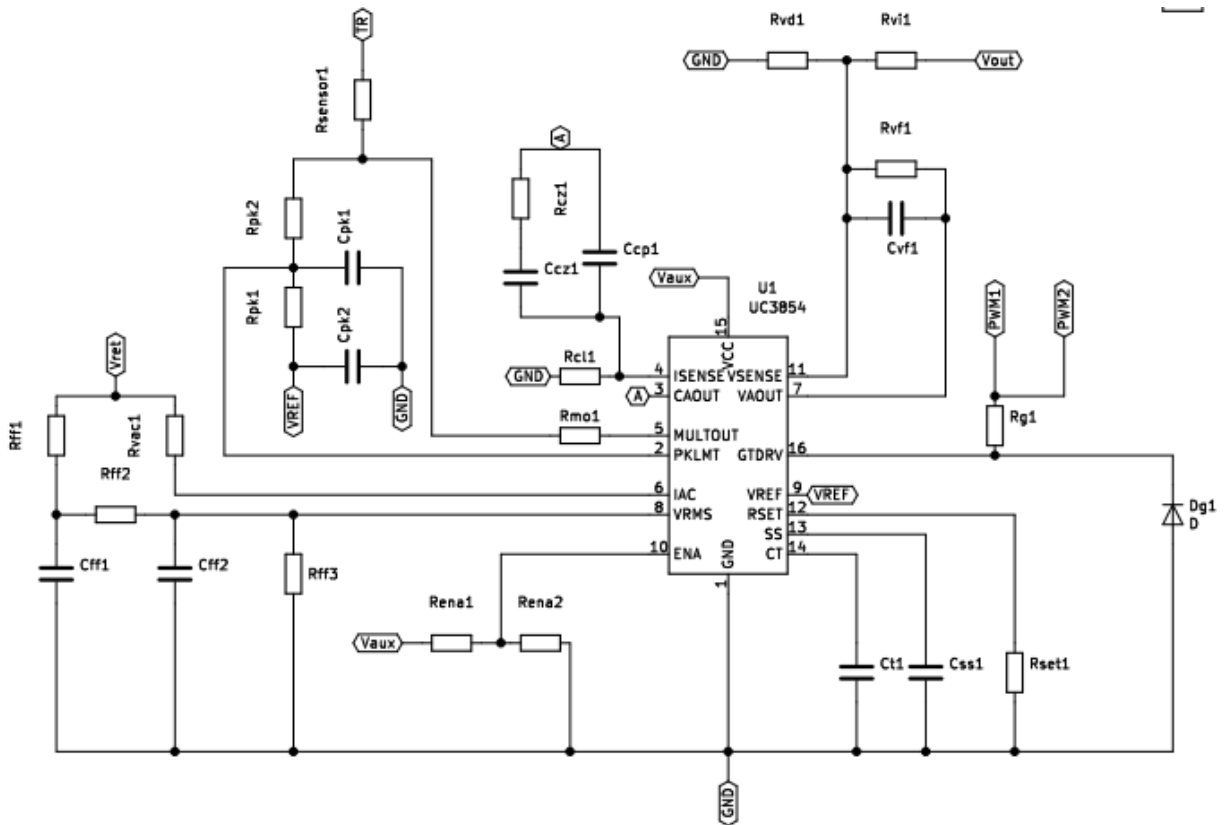 TR
Rsensor1
Rvd1
Rvi1
GND
Vout
Rvf1
A
Rcz1
Rpk2
Cpk1
Ccp1
Ccz1
Cvf1
Vaux
U1
UC3854
PWM1
PWM2
Rpk1
Cpk2
15
VCC
Vret
Rcl1
GND
4
ISENSE
VSENSE
11
A
3
CAOUT
VAOUT
7
VREF
GND
Rff1
Rvac1
Rmo1
Rg1
5
MULTOUT
2
PKLMT
GTDRV
16
Rff2
6
IAC
VREF
9
VREF
8
VRMS
RSET
12
Dg1
D
SS
13
10
ENA
CT
14
GND
1
Cff1
Cff2
Rff3
Rena1
Rena2
Vaux
Ct1
Css1
Rset1
GND